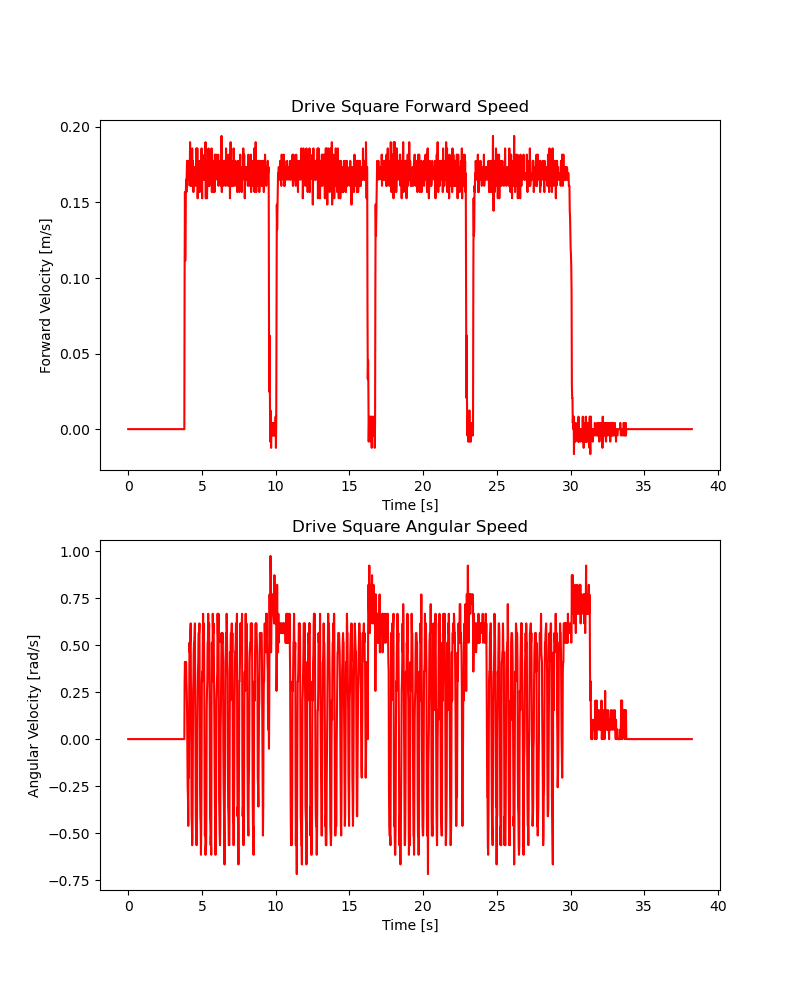 Drive Square Forward Speed
0.20
0.15
0.10
0.05
0.00
Forward Velocity [m/s]
0 5 10 15 20 25 30 35 40
Time [s]
Drive Square Angular Speed
1.00
0.75
0.50
0.25
0.00
−0.25
−0.50
−0.75
Angular Velocity [rad/s]
0 5 10 15 20 25 30 35 40
Time [s]